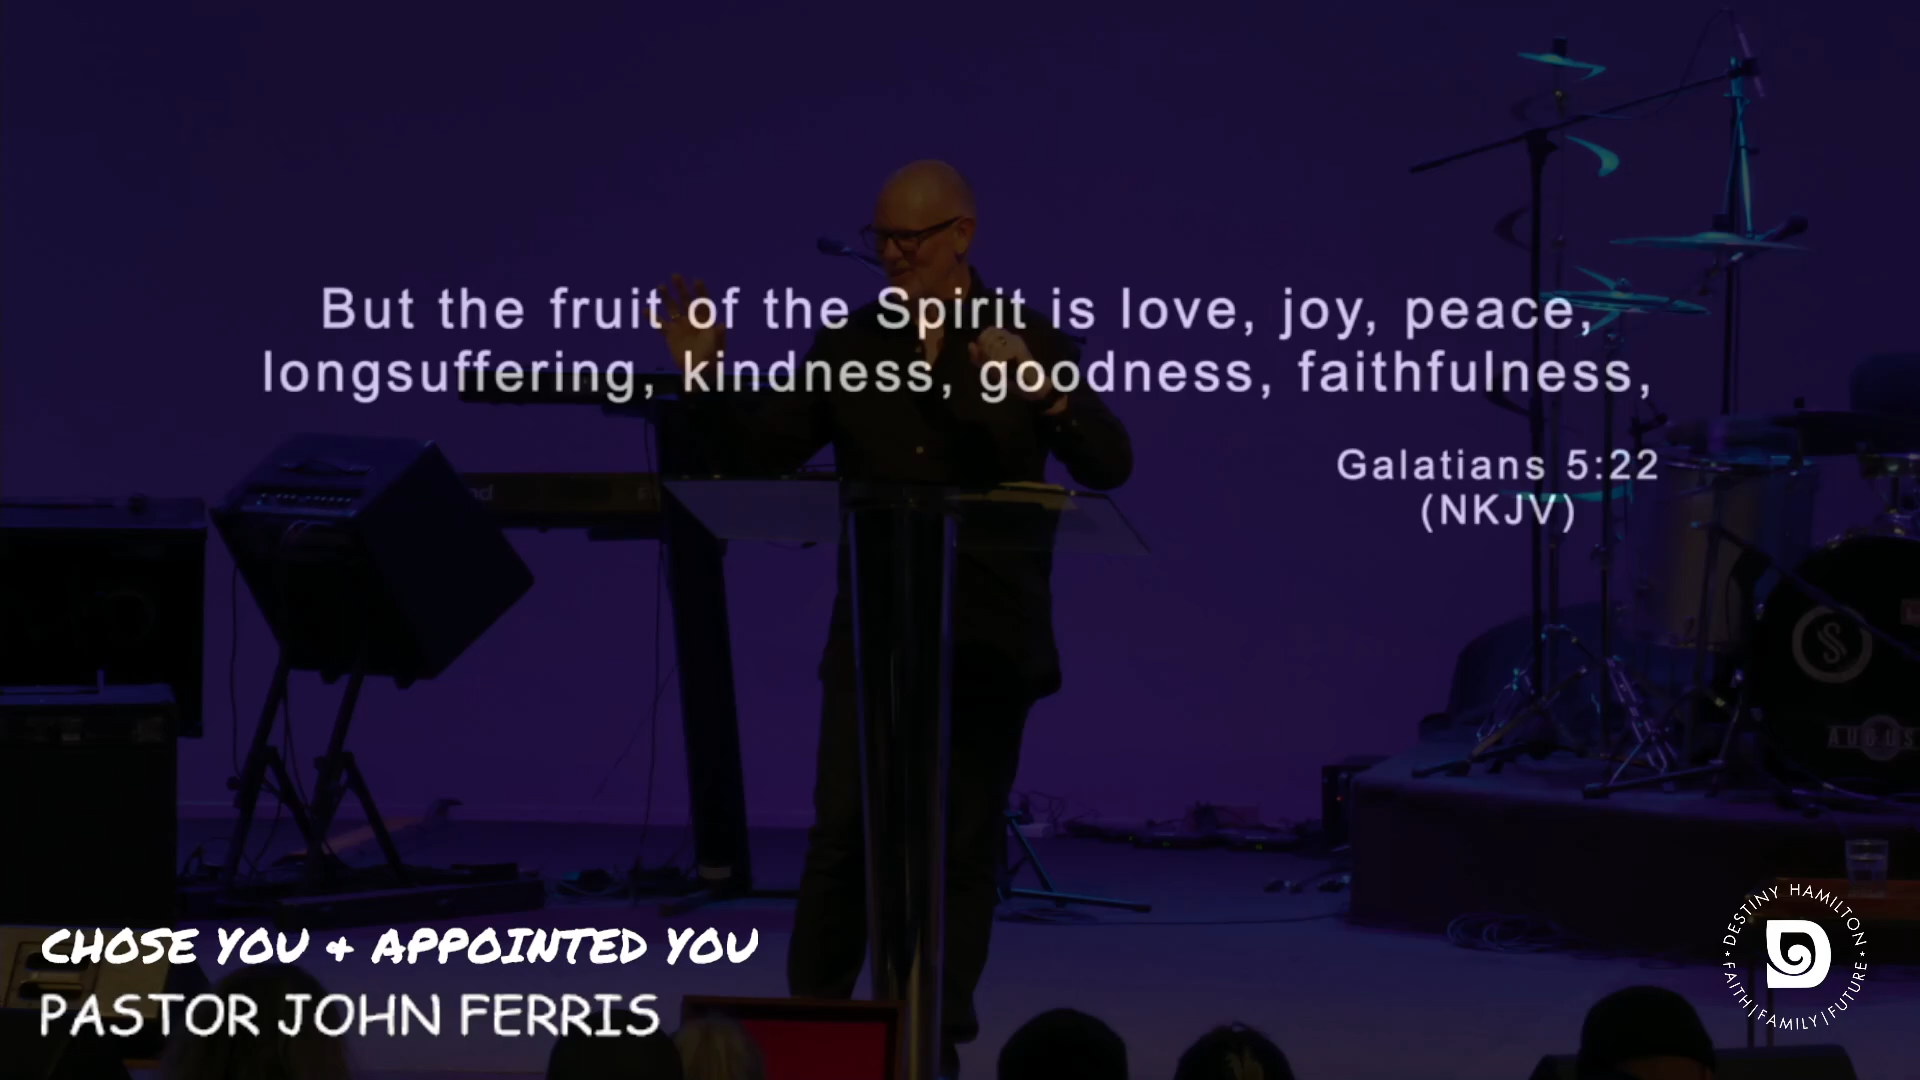 But the fruit of the Spirit is love, joy, peace,
longsuffering, kindness, goodness, faithfulness,
Galatians 5:22
(NKJV)
CHOSE YOU & APPOINTED YOU
PASTOR JOHN FERRIS
DESTINY HAMILTON
FAITH|FAMILY|FUTURE